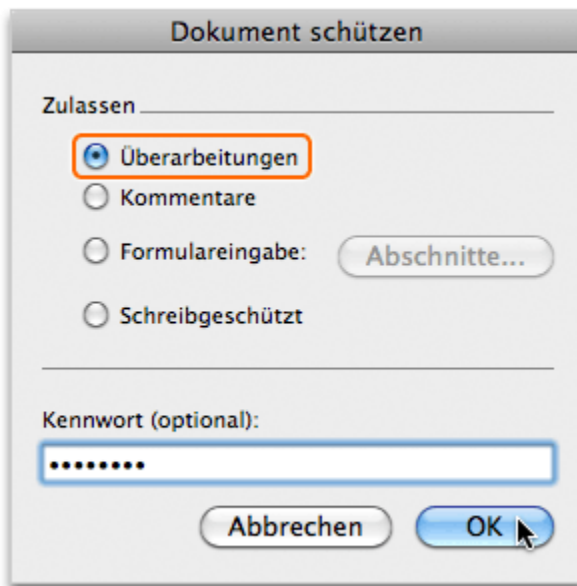 Dokument schützen
Zulassen
Überarbeitungen
Kommentare
Formulareingabe:
Abschnitte...
Schreibgeschützt
Kennwort (optional):
••••••••
Abbrechen
OK